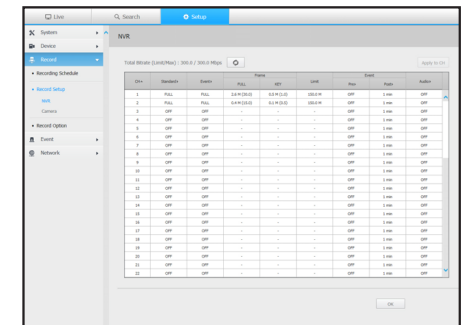 Live
Search
Setup
System
Device
Record
Recording Schedule
Record Setup
NVR
Camera
Record Option
Event
Network
NVR
Total Bitrate (Limit/Max) : 300.0 / 300.0 Mbps
Apply to Ch
CH Standard Event Frame Limit Event Audio
FULL KEY Pre Post
1 FULL FULL 2.6 M (30.0) 0.5 M (1.0) 100.0 M OFF 1 min OFF
2 FULL FULL 100.0 M OFF 1 min OFF
3 OFF OFF - - - OFF 1 min OFF
4 OFF OFF - - - OFF 1 min OFF
5 OFF OFF - - - OFF 1 min OFF
6 OFF OFF - - - OFF 1 min OFF
7 OFF OFF - - - OFF 1 min OFF
8 OFF OFF - - - OFF 1 min OFF
9 OFF OFF - - - OFF 1 min OFF
10 OFF OFF - - - OFF 1 min OFF
11 OFF OFF - - - OFF 1 min OFF
12 OFF OFF - - - OFF 1 min OFF
13 OFF OFF - - - OFF 1 min OFF
14 OFF OFF - - - OFF 1 min OFF
15 OFF OFF - - - OFF 1 min OFF
16 OFF OFF - - - OFF 1 min OFF
17 OFF OFF - - - OFF 1 min OFF
18 OFF OFF - - - OFF 1 min OFF
19 OFF OFF - - - OFF 1 min OFF
20 OFF OFF - - - OFF 1 min OFF
21 OFF OFF - - - OFF 1 min OFF
22 OFF OFF - - - OFF 1 min OFF
OK